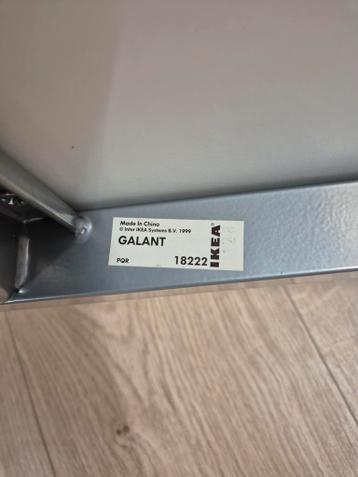 Made in China
© Inter IKEA Systems B.V. 1999
GALANT
PQR 18222
IKEA